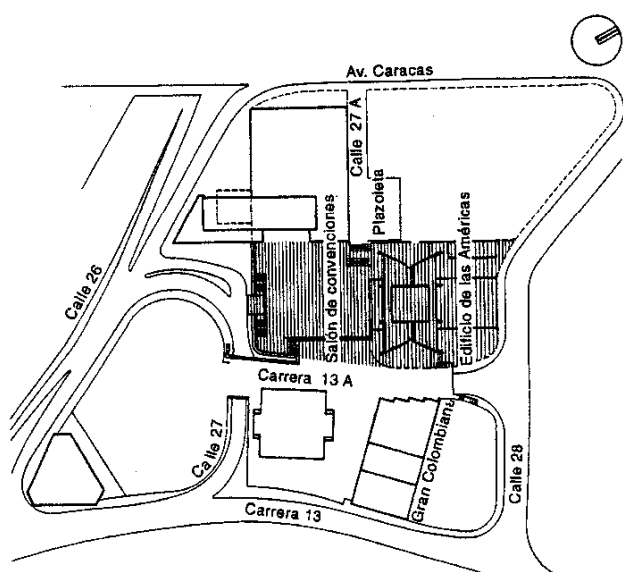 Av. Caracas
Calle 27 A
Plazoleta
Calle 26
Salón de convenciones
Edificio de las Américas
Carrera 13 A
Calle 27
Gran Colombiana
Calle 28
Carrera 13